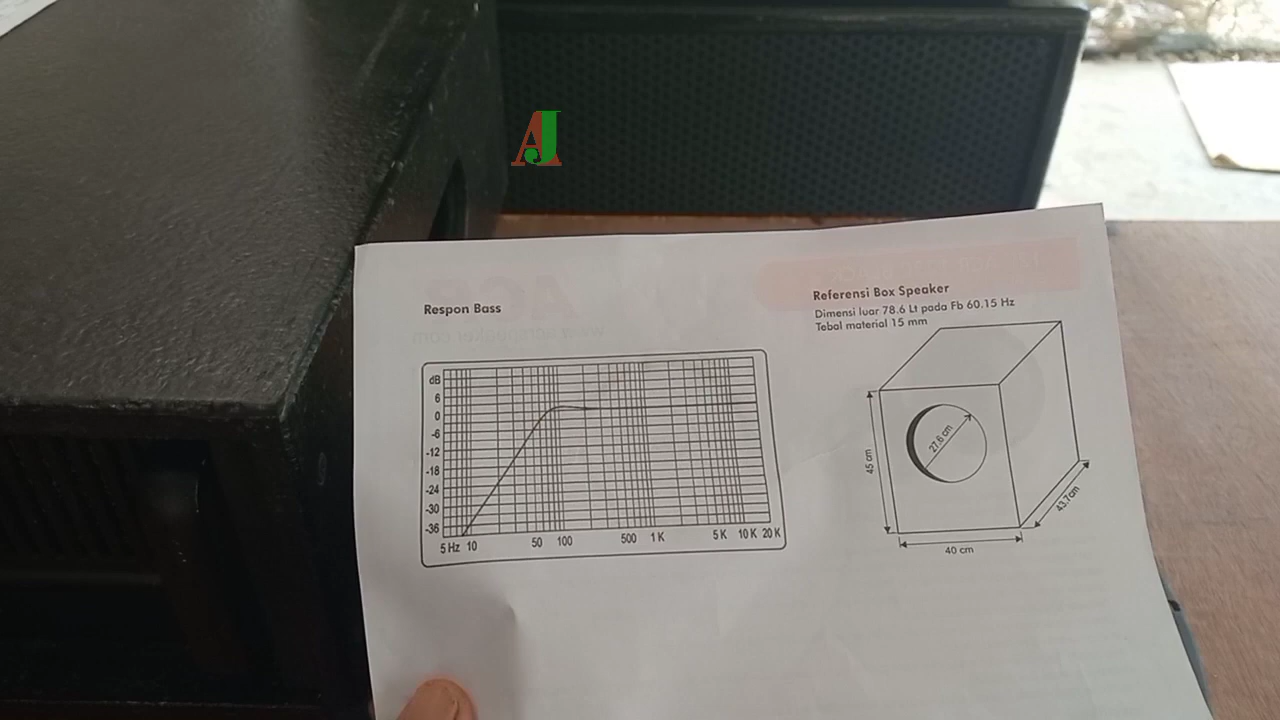 AJ
Respon Bass
dB
6
0
-6
-12
-18
-24
-30
-36
5 Hz 10 50 100 500 1 K 5 K 10 K 20 K
Referensi Box Speaker
Dimensi luar 78.6 Lt pada Fb 60.15 Hz
Tebal material 15 mm
27.6 cm
45 cm
43.7cm
40 cm